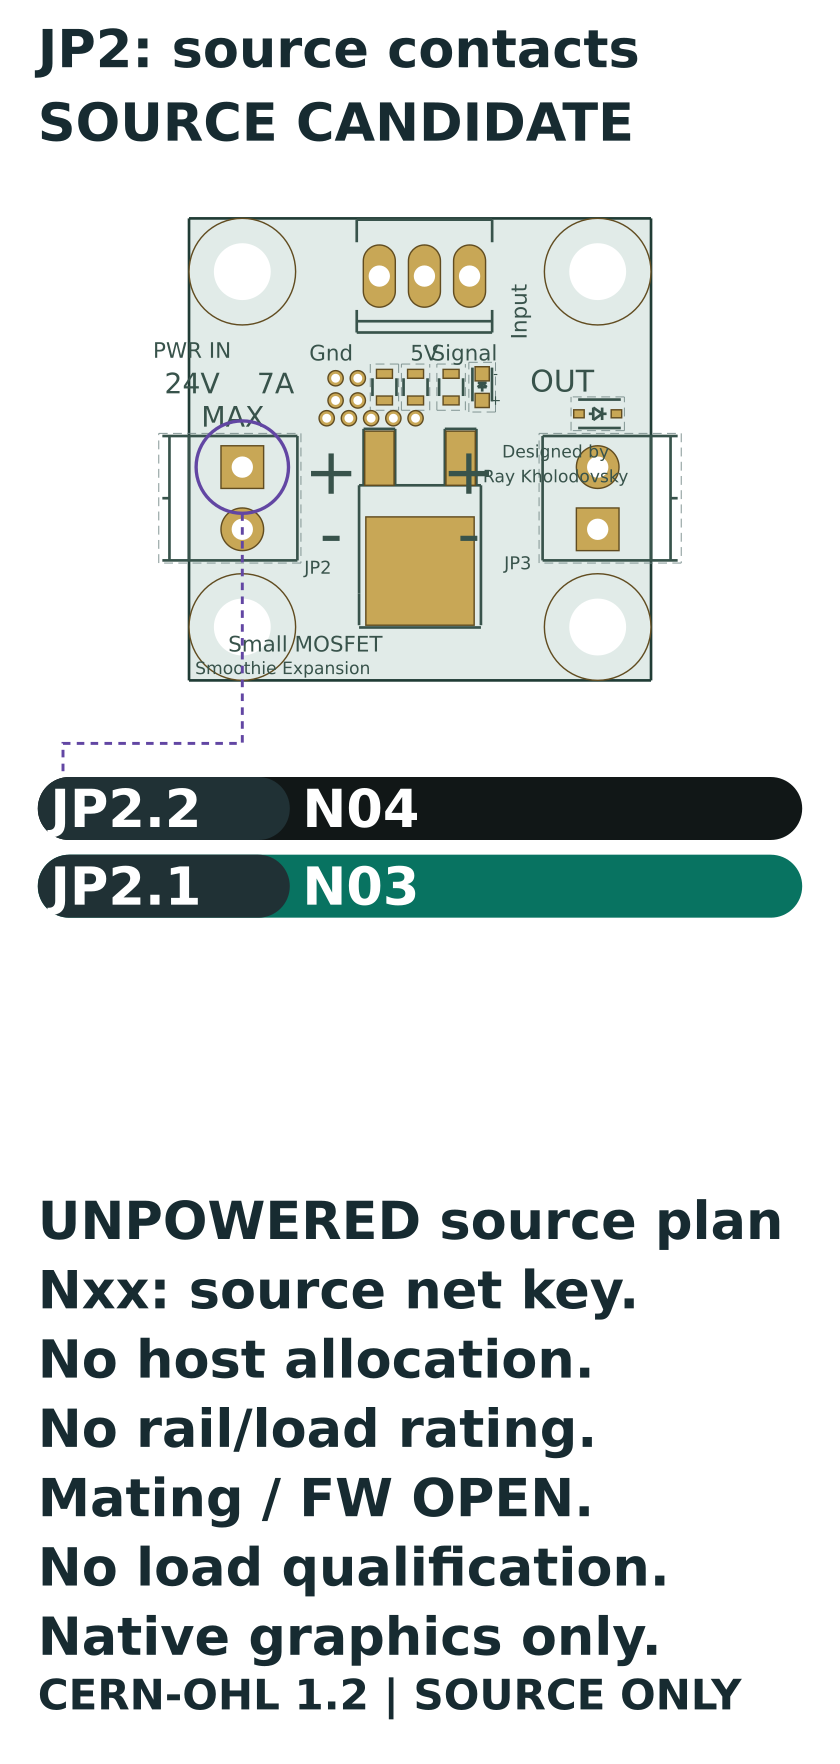 JP2: source contacts
SOURCE CANDIDATE
Input
PWR IN
Gnd
5V
Signal
24V 7A
MAX
OUT
+
Designed by
Ray Kholodovsky
+
+
-
-
JP2
JP3
Small MOSFET
Smoothie Expansion
JP2.2 N04
JP2.1 N03
UNPOWERED source plan
Nxx: source net key.
No host allocation.
No rail/load rating.
Mating / FW OPEN.
No load qualification.
Native graphics only.
CERN-OHL 1.2 | SOURCE ONLY